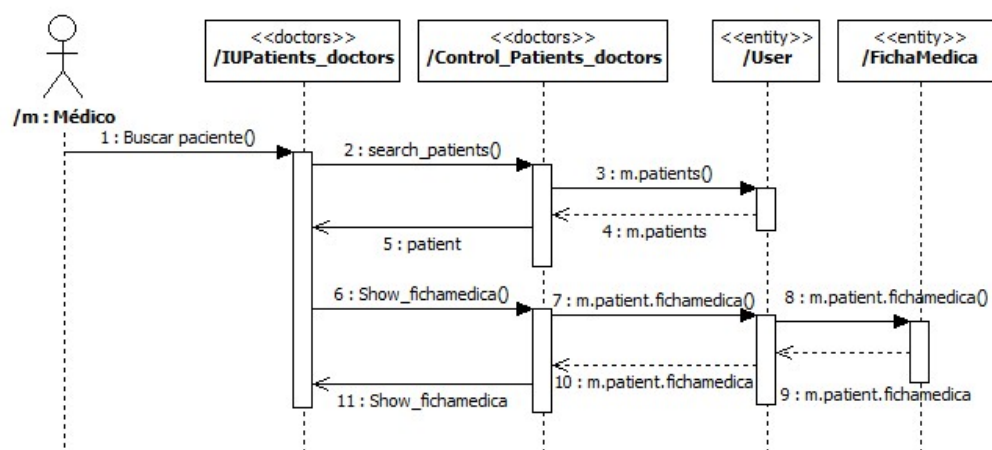 <<doctors>>
/IUPatients_doctors
<<doctors>>
/Control_Patients_doctors
<<entity>>
/User
<<entity>>
/FichaMedica
/m : Médico
1 : Buscar paciente()
2 : search_patients()
3 : m.patients()
4 : m.patients
5 : patient
6 : Show_fichamedica()
7 : m.patient.fichamedica()
8 : m.patient.fichamedica()
9 : m.patient.fichamedica
10 : m.patient.fichamedica
11 : Show_fichamedica